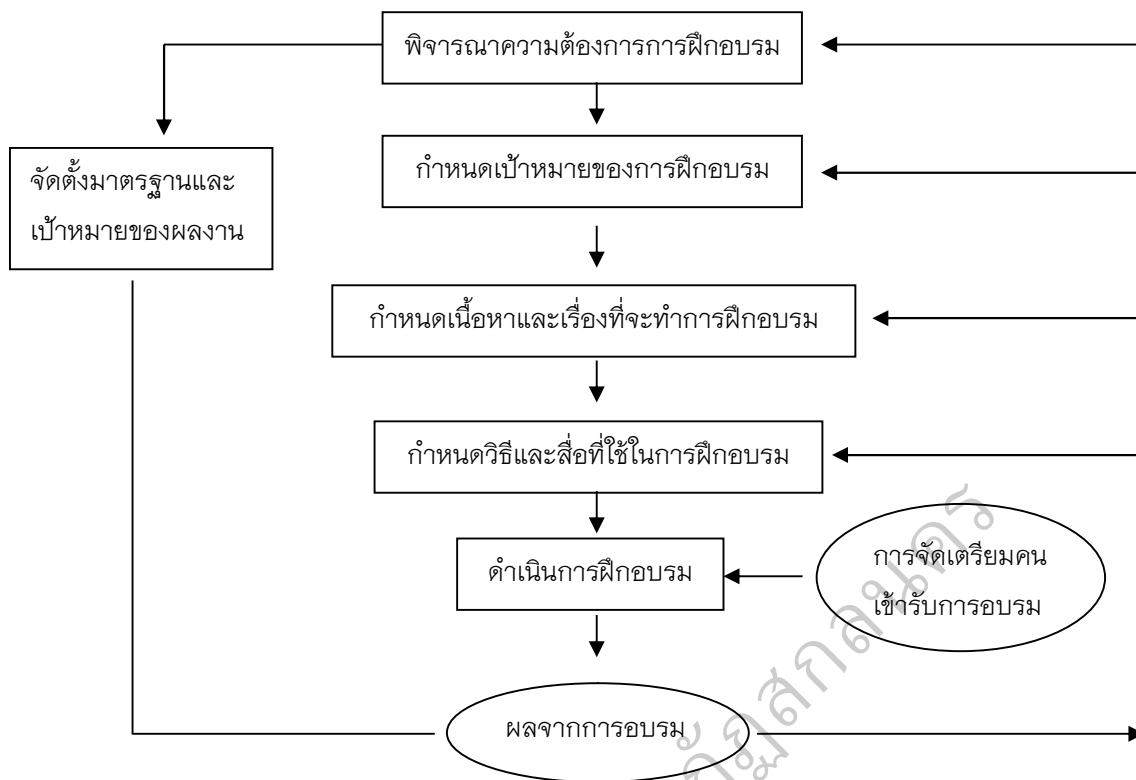 พิจารณาความต้องการการฝึกอบรม
กำหนดเป้าหมายของการฝึกอบรม
จัดตั้งมาตรฐานและ
เป้าหมายของผลงาน
กำหนดเนื้อหาและเรื่องที่จะทำการฝึกอบรม
กำหนดวิธีและสื่อที่ใช้ในการฝึกอบรม
ดำเนินการฝึกอบรม
การจัดเตรียมคน
เข้ารับการอบรม
ผลจากการอบรม
ัฏสกลนคร